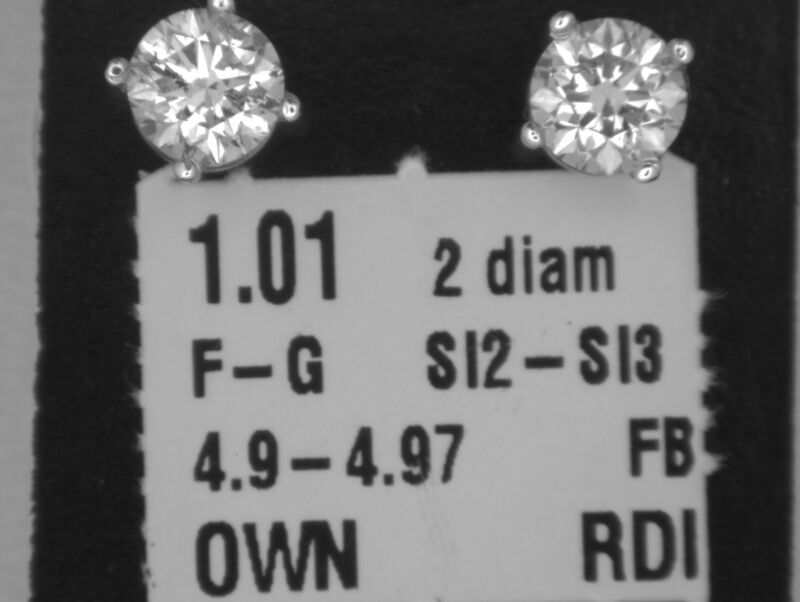 1.01 2 diam
F-G SI2-SI3
4.9-4.97 FB
OWN RDI